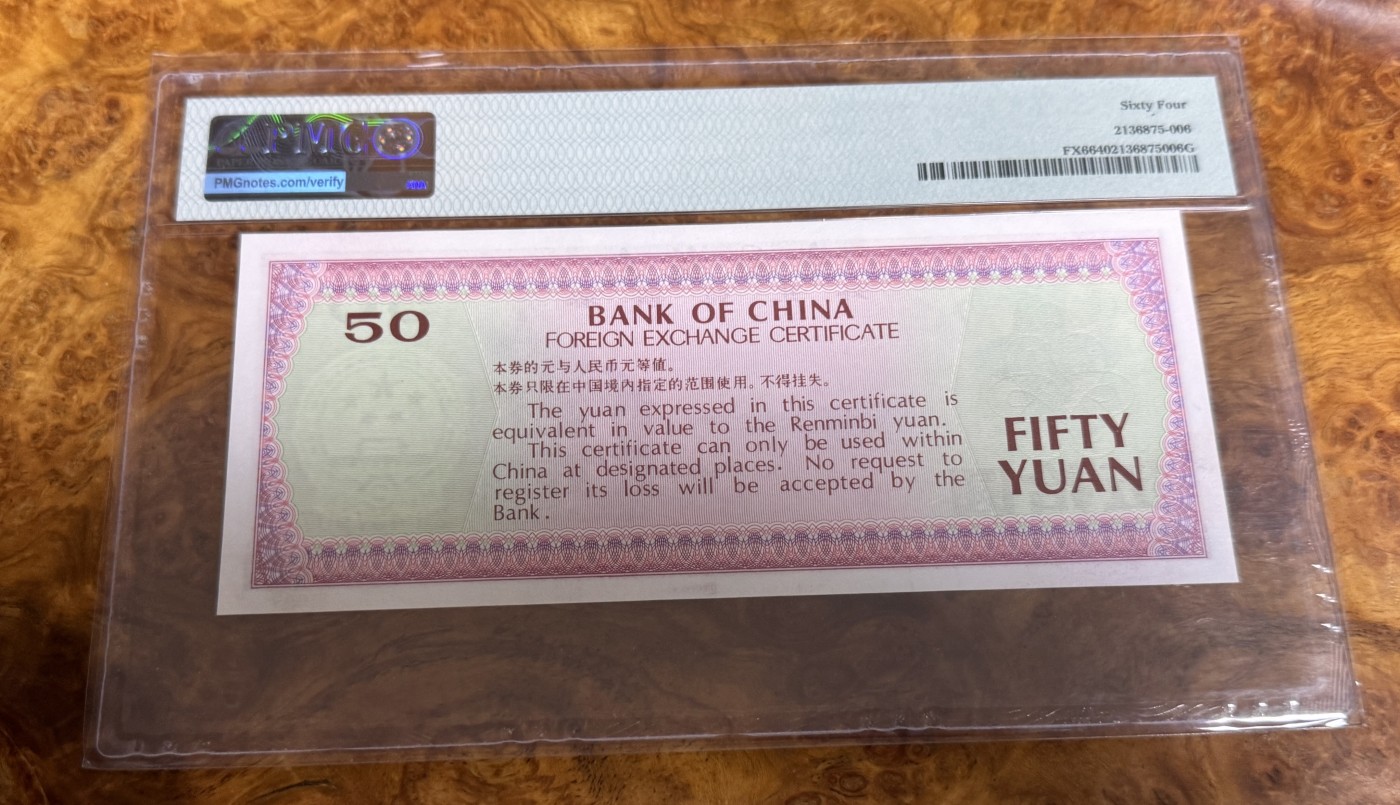 Sixty Four
2136875-006
FX66402136875006G
PMG
PMGnotes.com/verify
50
BANK OF CHINA
FOREIGN EXCHANGE CERTIFICATE
本券的元与人民币元等值。
本券只限在中国境内指定的范围使用。不得挂失。
The yuan expressed in this certificate is
equivalent in value to the Renminbi yuan.
This certificate can only be used within
China at designated places. No request to
register its loss will be accepted by the
Bank.
FIFTY
YUAN